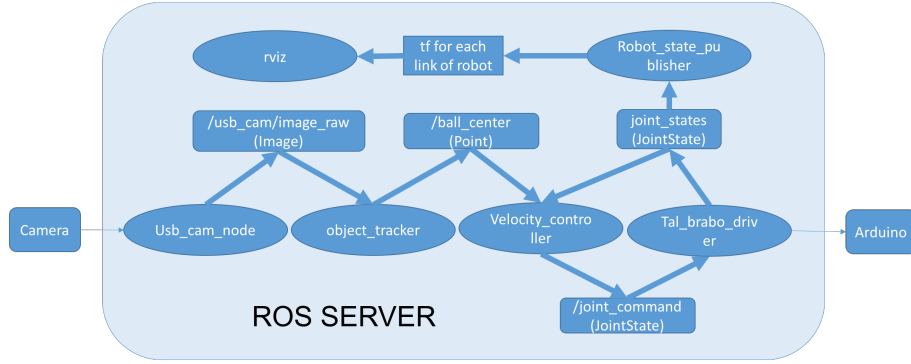 rviz
tf for each
link of robot
Robot_state_pu
blisher
/usb_cam/image_raw
(Image)
/ball_center
(Point)
joint_states
(JointState)
Camera
Usb_cam_node
object_tracker
Velocity_contro
ller
Tal_brabo_driv
er
Arduino
/joint_command
(JointState)
ROS SERVER